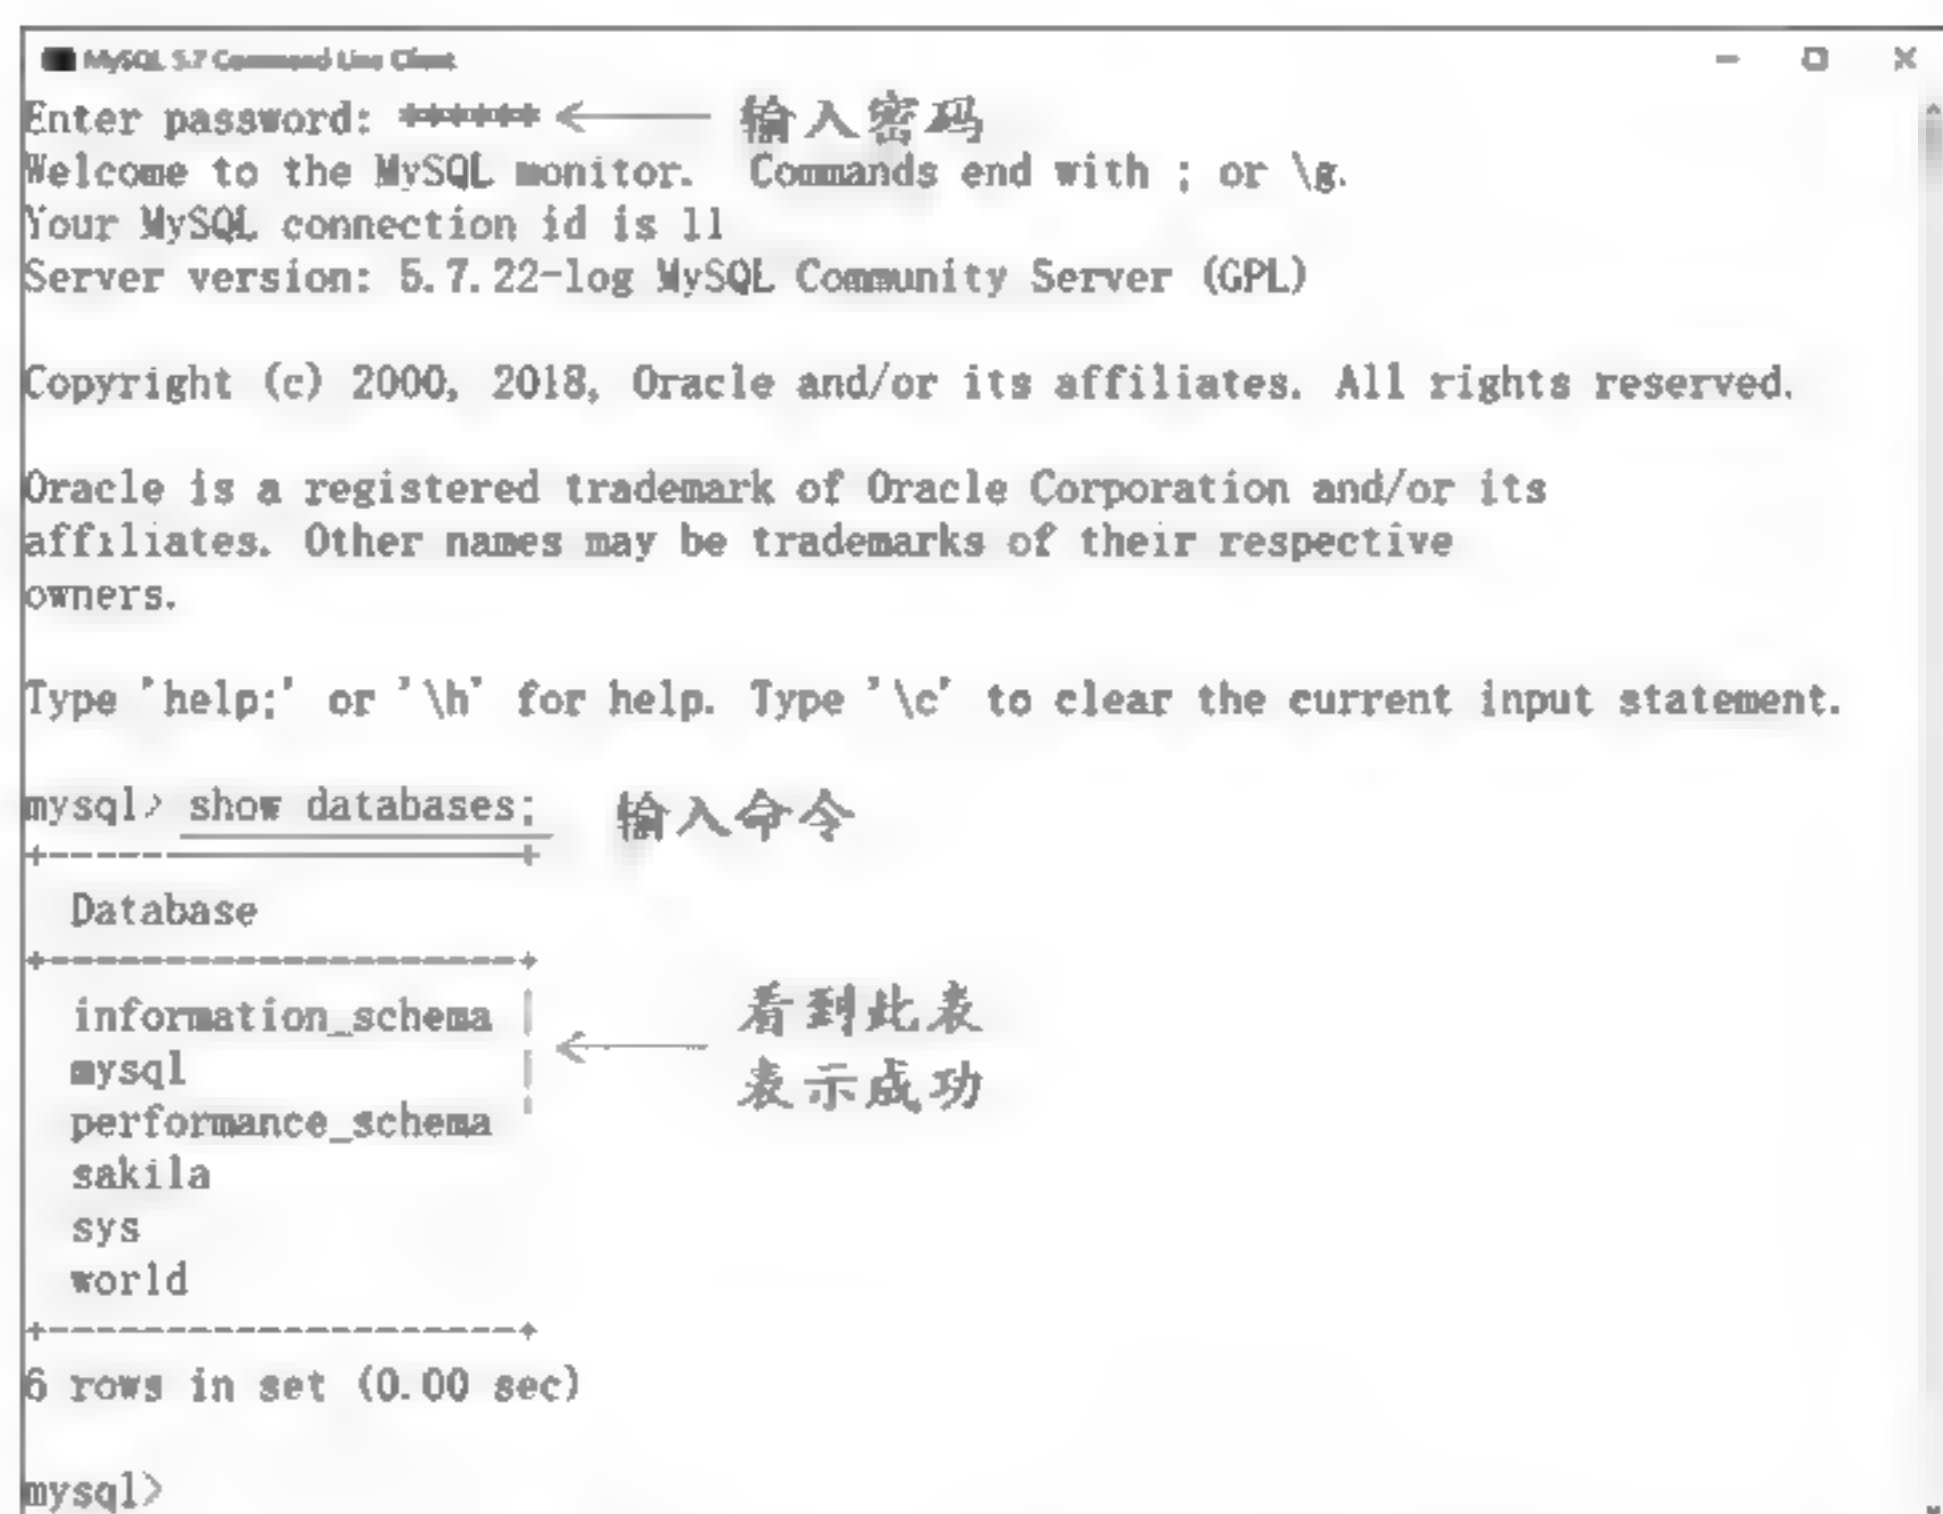 MySQL 5.7 Command Line Client
Enter password: ****** 输入密码
Welcome to the MySQL monitor.  Commands end with ; or \g.
Your MySQL connection id is 11
Server version: 5.7.22-log MySQL Community Server (GPL)
Copyright (c) 2000, 2018, Oracle and/or its affiliates. All rights reserved.
Oracle is a registered trademark of Oracle Corporation and/or its
affiliates. Other names may be trademarks of their respective
owners.
Type 'help;' or '\h' for help. Type '\c' to clear the current input statement.
mysql> show databases; 输入命令
+--------------------+
Database
+--------------------+
information_schema |
mysql |
performance_schema |
sakila
sys
world
看到此表
表示成功
+--------------------+
6 rows in set (0.00 sec)
mysql>